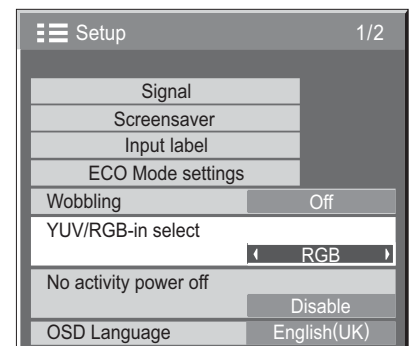 Setup 1/2
Signal
Screensaver
Input label
ECO Mode settings
Wobbling Off
YUV/RGB-in select
RGB
No activity power off
Disable
OSD Language English(UK)